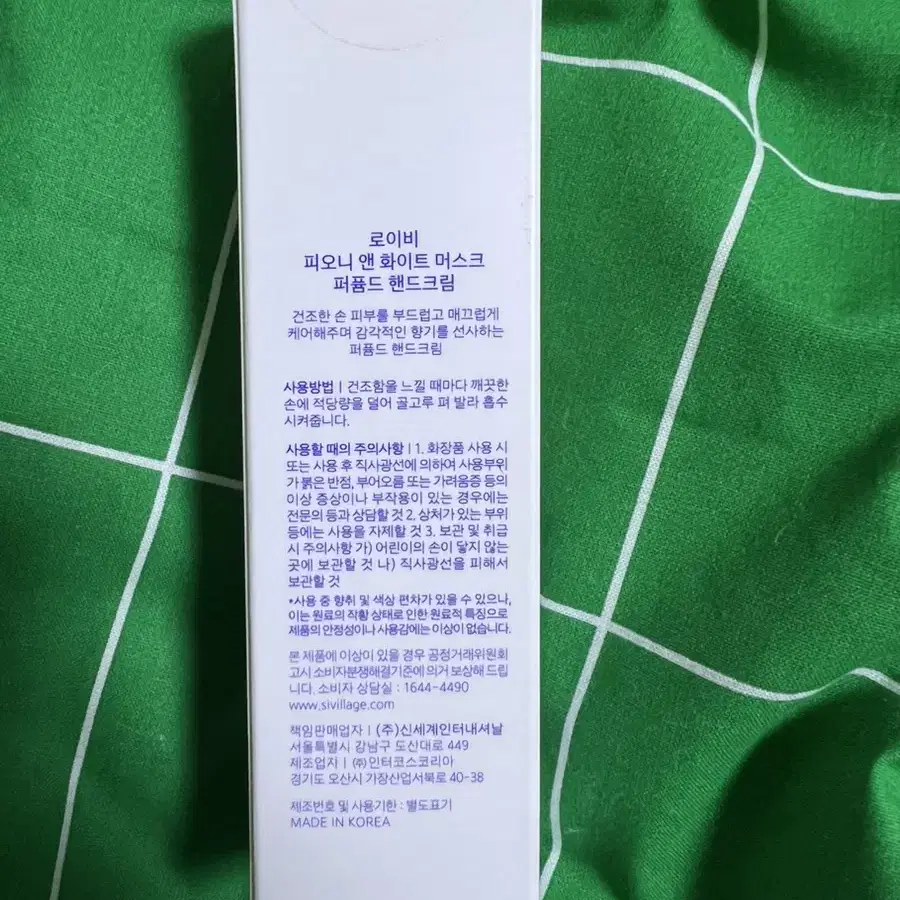 로이비
피오니 앤 화이트 머스크
퍼퓸드 핸드크림
건조한 손 피부를 부드럽고 매끄럽게
케어해주며 감각적인 향기를 선사하는
퍼퓸드 핸드크림
사용방법 | 건조함을 느낄 때마다 깨끗한
손에 적당량을 덜어 골고루 펴 발라 흡수
시켜줍니다.
사용할 때의 주의사항 | 1. 화장품 사용 시
또는 사용 후 직사광선에 의하여 사용부위
가 붉은 반점, 부어오름 또는 가려움증 등의
이상 증상이나 부작용이 있는 경우에는
전문의 등과 상담할 것 2. 상처가 있는 부위
등에는 사용을 자제할 것 3. 보관 및 취급
시 주의사항 가) 어린이의 손이 닿지 않는
곳에 보관할 것 나) 직사광선을 피해서
보관할 것
*사용 중 향취 및 색상 편차가 있을 수 있으나,
이는 원료의 작황 상태로 인한 원료적 특징으로
제품의 안정성이나 사용감에는 이상이 없습니다.
본 제품에 이상이 있을 경우 공정거래위원회
고시 소비자분쟁해결기준에 의거 보상해 드립
니다. 소비자 상담실 : 1644-4490
www.sivillage.com
책임판매업자 | (주)신세계인터내셔날
서울특별시 강남구 도산대로 449
제조업자 | ㈜인터코스코리아
경기도 오산시 가장산업서북로 40-38
제조번호 및 사용기한 : 별도표기
MADE IN KOREA